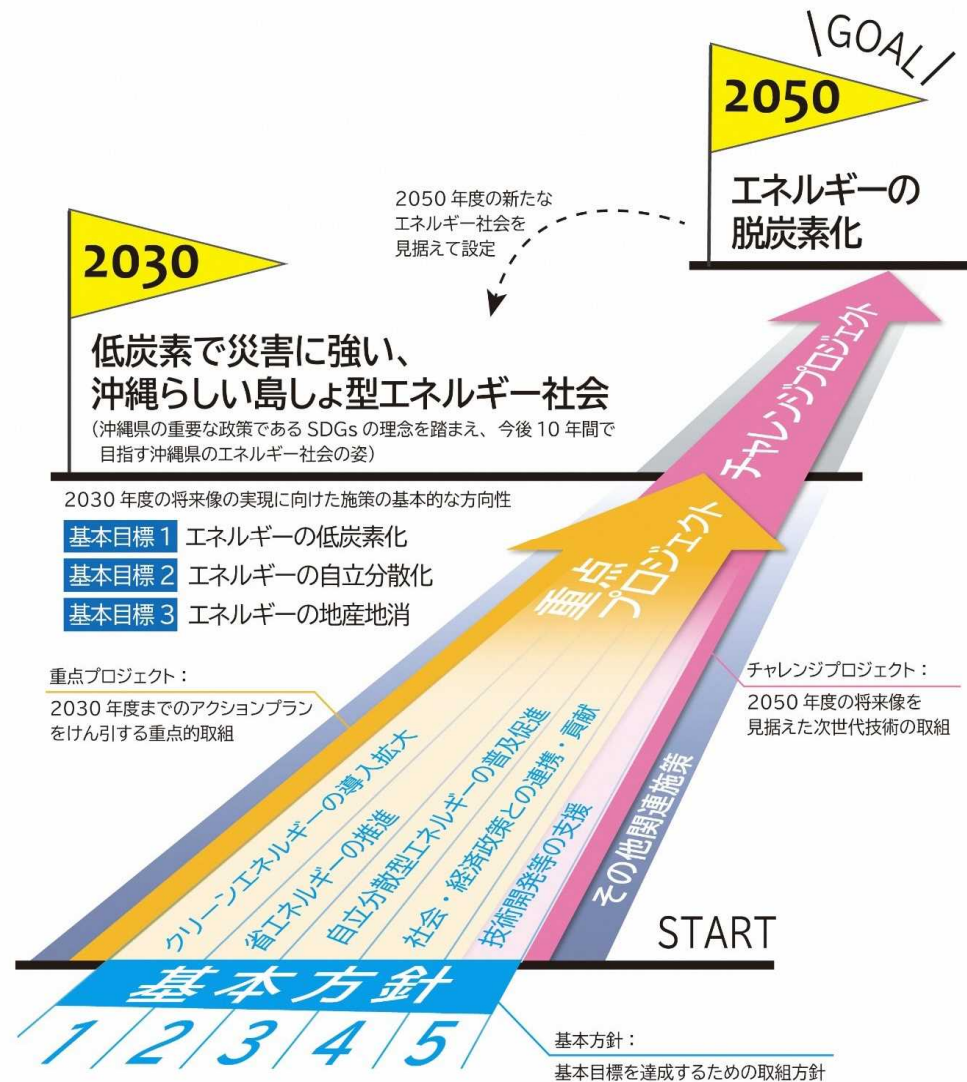 GOAL
2050
エネルギーの
脱炭素化
2050 年度の新たな
エネルギー社会を
見据えて設定
2030
低炭素で災害に強い、
沖縄らしい島しょ型エネルギー社会
(沖縄県の重要な政策である SDGs の理念を踏まえ、今後 10 年間で
目指す沖縄県のエネルギー社会の姿)
2030 年度の将来像の実現に向けた施策の基本的な方向性
基本目標 1 エネルギーの低炭素化
基本目標 2 エネルギーの自立分散化
基本目標 3 エネルギーの地産地消
チャレンジプロジェクト
重点
プロジェクト
重点プロジェクト:
2030 年度までのアクションプラン
をけん引する重点的取組
チャレンジプロジェクト:
2050 年度の将来像を
見据えた次世代技術の取組
クリーンエネルギーの導入拡大
省エネルギーの推進
自立分散型エネルギーの普及促進
社会・経済政策との連携・貢献
技術開発等の支援
その他関連施策
START
基本方針
1 2 3 4 5
基本方針:
基本目標を達成するための取組方針